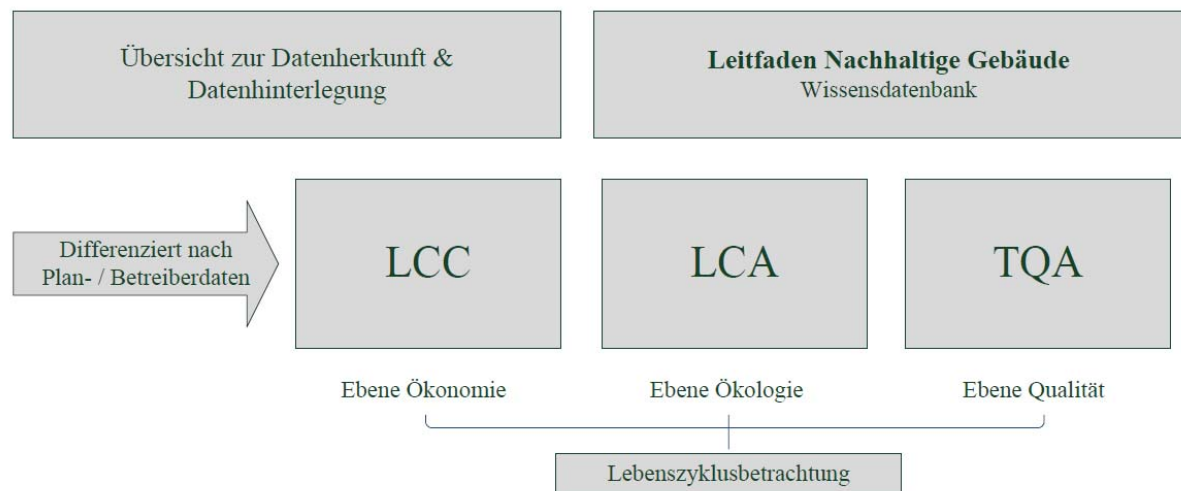 Übersicht zur Datenherkunft &
Datenhinterlegung
Leitfaden Nachhaltige Gebäude
Wissensdatenbank
Differenziert nach
Plan- / Betreiberdaten
LCC
LCA
TQA
Ebene Ökonomie
Ebene Ökologie
Ebene Qualität
Lebenszyklusbetrachtung